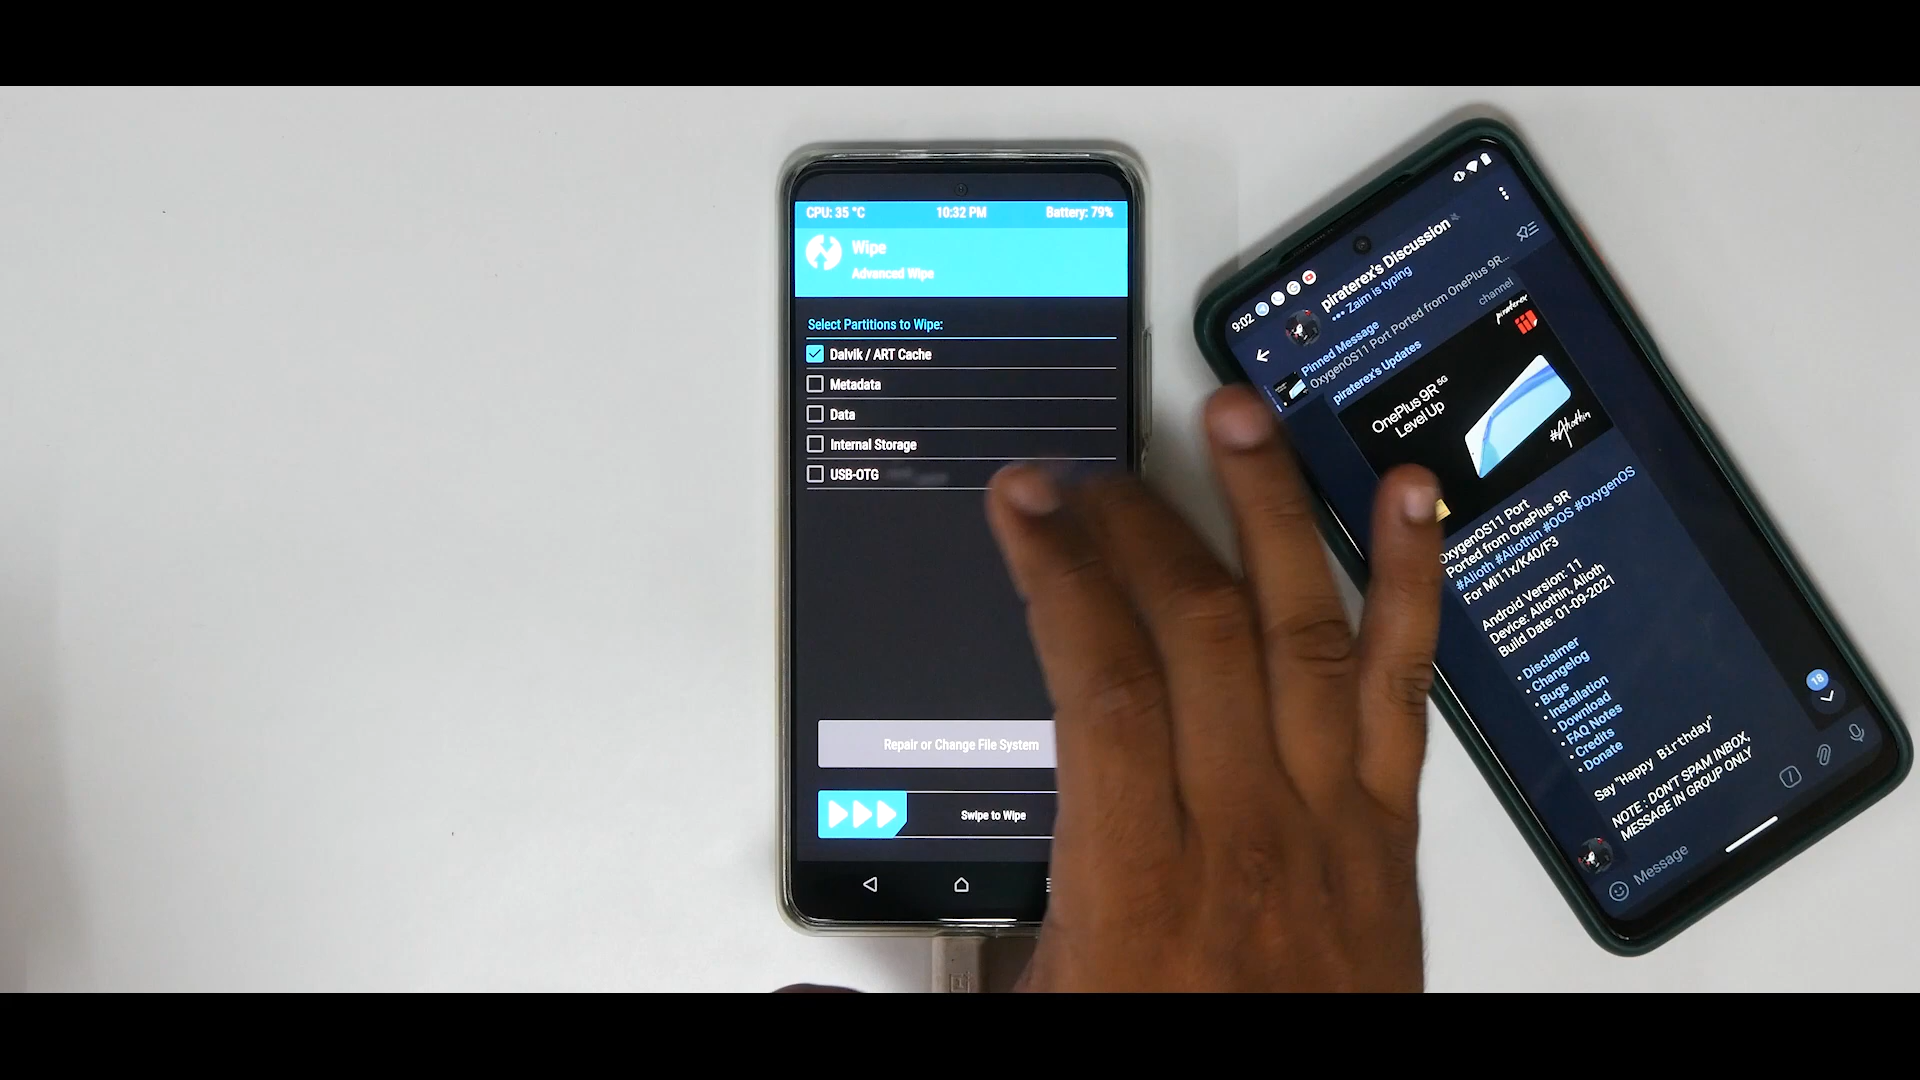 CPU: 35 °C 10:32 PM Battery: 79%
Wipe
Advanced Wipe
Select Partitions to Wipe:
Dalvik / ART Cache
Metadata
Data
Internal Storage
USB-OTG
Repair or Change File System
Swipe to Wipe
9:02
piraterex's Discussion
••• Zaim is typing
Pinned Message
OxygenOS11 Port Ported from OnePlus 9R...
piraterex's Updates
channel
piraterex
OnePlus 9R 5G
Level Up
#Aliothin
OxygenOS11 Port
Ported from OnePlus 9R
#Alioth #Aliothin #OOS #OxygenOS
For Mi11x/K40/F3
Android Version: 11
Device: Aliothin, Alioth
Build Date: 01-09-2021
• Disclaimer
• Changelog
• Bugs
• Installation
• Download
• FAQ Notes
• Credits
• Donate
Say "Happy Birthday"
NOTE : DON'T SPAM INBOX,
MESSAGE IN GROUP ONLY
18
Message